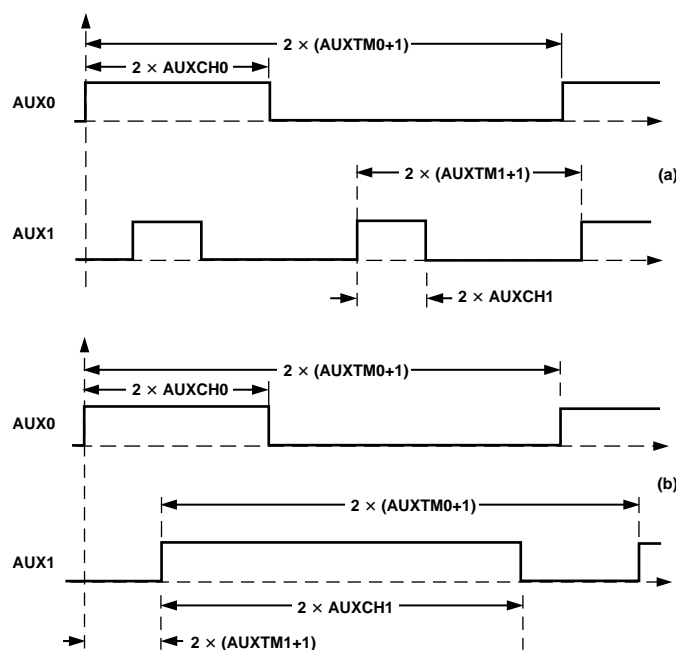 2 × (AUXTM0+1)
2 × AUXCH0
AUX0
2 × (AUXTM1+1)
(a)
AUX1
2 × AUXCH1
2 × (AUXTM0+1)
2 × AUXCH0
AUX0
(b)
2 × (AUXTM0+1)
AUX1
2 × AUXCH1
2 × (AUXTM1+1)